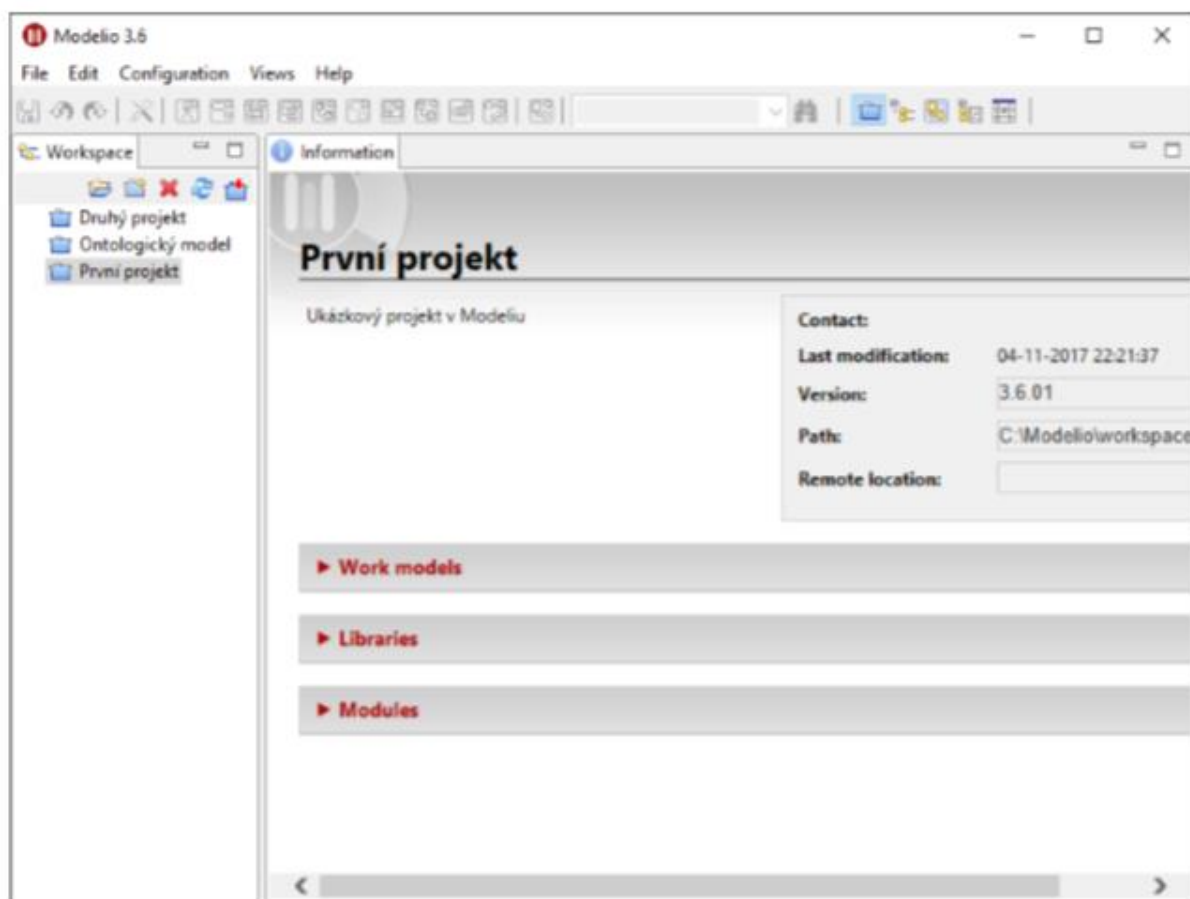 Modelio 3.6
File Edit Configuration Views Help
Workspace
Information
Druhý projekt
Ontologický model
První projekt
První projekt
Ukázkový projekt v Modeliu
Contact:
Last modification: 04-11-2017 22:21:37
Version: 3.6.01
Path: C:\Modelio\workspace
Remote location:
Work models
Libraries
Modules